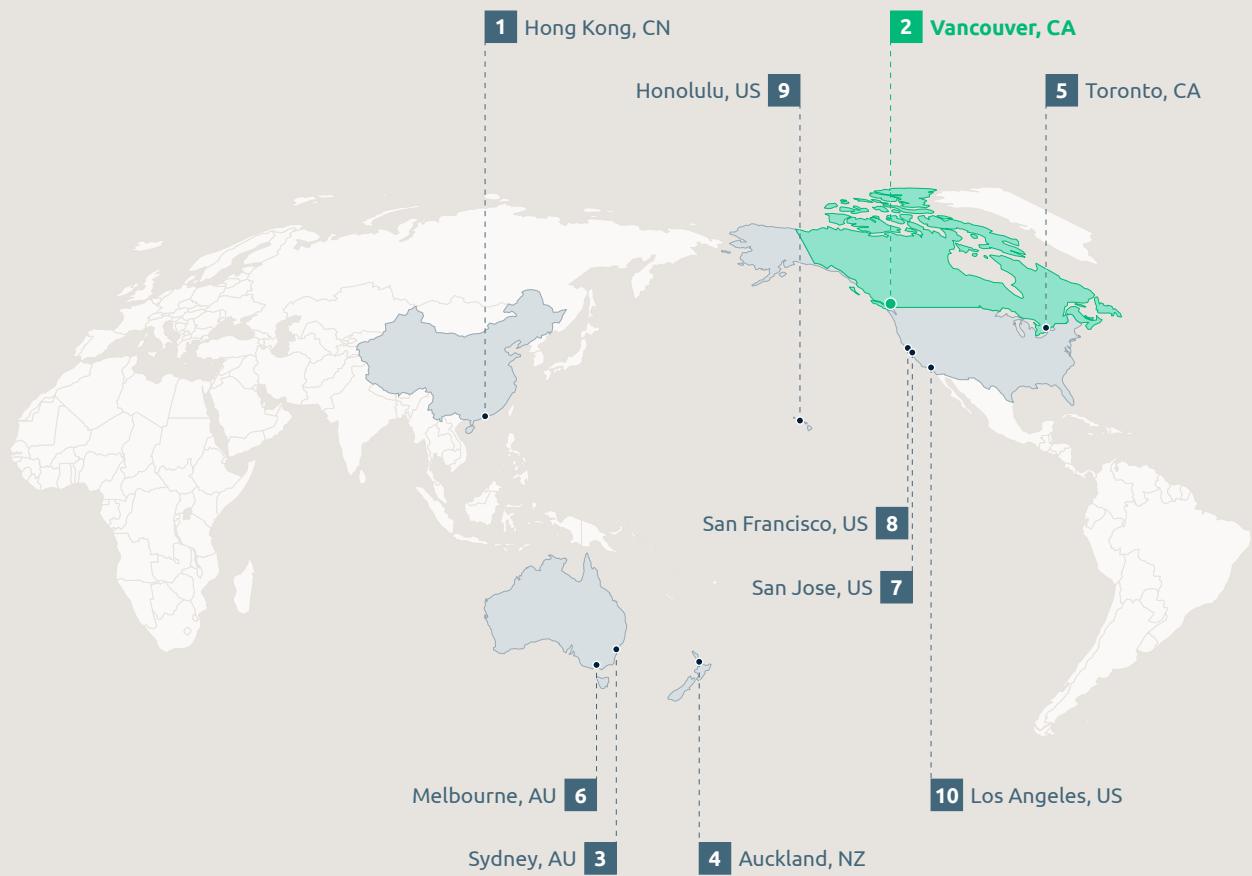 1 Hong Kong, CN
2 Vancouver, CA
Honolulu, US 9
5 Toronto, CA
San Francisco, US 8
San Jose, US 7
Melbourne, AU 6
10 Los Angeles, US
Sydney, AU 3
4 Auckland, NZ